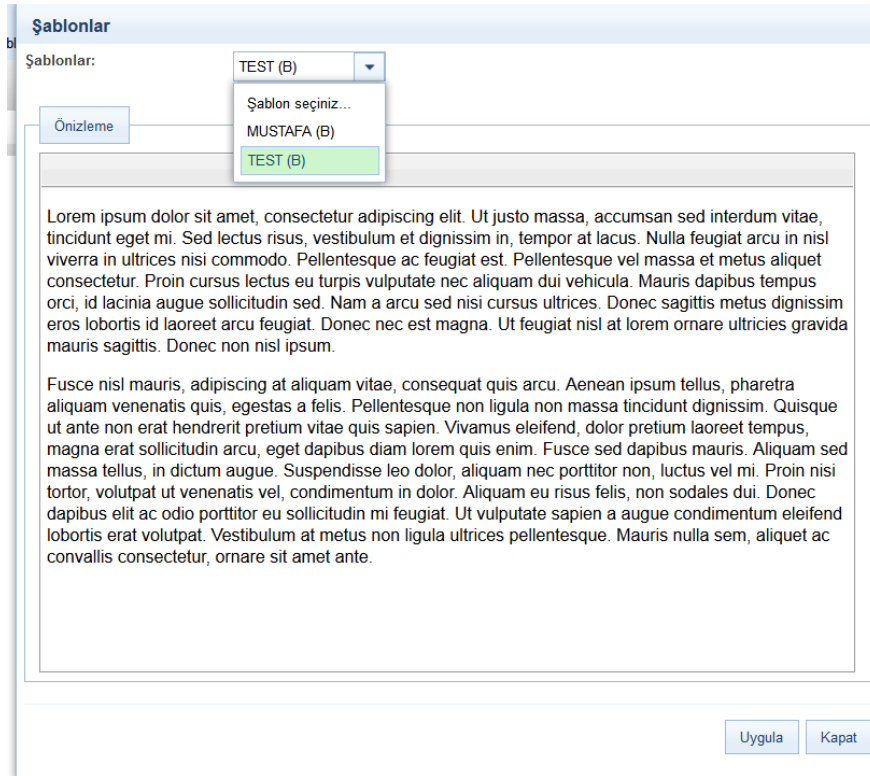 Şablonlar
Şablonlar:
TEST (B)
Şablon seçiniz...
MUSTAFA (B)
TEST (B)
Önizleme
Lorem ipsum dolor sit amet, consectetur adipiscing elit. Ut justo massa, accumsan sed interdum vitae,
tincidunt eget mi. Sed lectus risus, vestibulum et dignissim in, tempor at lacus. Nulla feugiat arcu in nisl
viverra in ultrices nisi commodo. Pellentesque ac feugiat est. Pellentesque vel massa et metus aliquet
consectetur. Proin cursus lectus eu turpis vulputate nec aliquam dui vehicula. Mauris dapibus tempus
orci, id lacinia augue sollicitudin sed. Nam a arcu sed nisi cursus ultrices. Donec sagittis metus dignissim
eros lobortis id laoreet arcu feugiat. Donec nec est magna. Ut feugiat nisl at lorem ornare ultricies gravida
mauris sagittis. Donec non nisl ipsum.
Fusce nisl mauris, adipiscing at aliquam vitae, consequat quis arcu. Aenean ipsum tellus, pharetra
aliquam venenatis quis, egestas a felis. Pellentesque non ligula non massa tincidunt dignissim. Quisque
ut ante non erat hendrerit pretium vitae quis sapien. Vivamus eleifend, dolor pretium laoreet tempus,
magna erat sollicitudin arcu, eget dapibus diam lorem quis enim. Fusce sed dapibus mauris. Aliquam sed
massa tellus, in dictum augue. Suspendisse leo dolor, aliquam nec porttitor non, luctus vel mi. Proin nisi
tortor, volutpat ut venenatis vel, condimentum in dolor. Aliquam eu risus felis, non sodales dui. Donec
dapibus elit ac odio porttitor eu sollicitudin mi feugiat. Ut vulputate sapien a augue condimentum eleifend
lobortis erat volutpat. Vestibulum at metus non ligula ultrices pellentesque. Mauris nulla sem, aliquet ac
convallis consectetur, ornare sit amet ante.
Uygula
Kapat